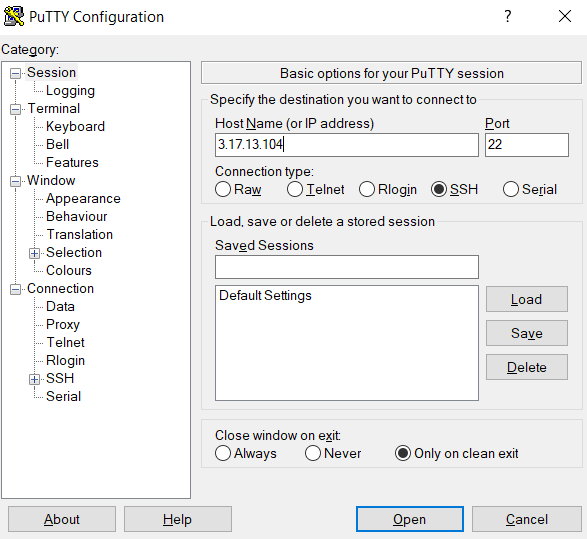 PuTTY Configuration
?
Category:
Session
Logging
Terminal
Keyboard
Bell
Features
Window
Appearance
Behaviour
Translation
Selection
Colours
Connection
Data
Proxy
Telnet
Rlogin
SSH
Serial
Basic options for your PuTTY session
Specify the destination you want to connect to
Host Name (or IP address) Port
3.17.13.104 22
Connection type:
Raw Telnet Rlogin SSH Serial
Load, save or delete a stored session
Saved Sessions
Default Settings
Load
Save
Delete
Close window on exit:
Always Never Only on clean exit
About Help Open Cancel